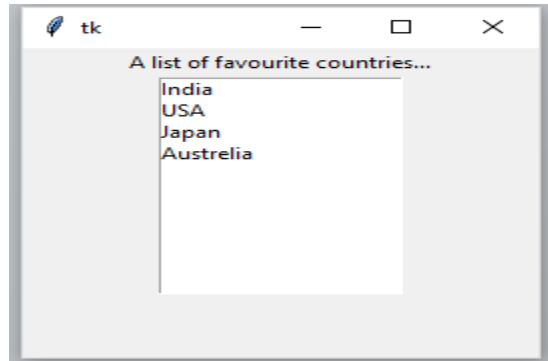 tk
A list of favourite countries...
India
USA
Japan
Austrelia